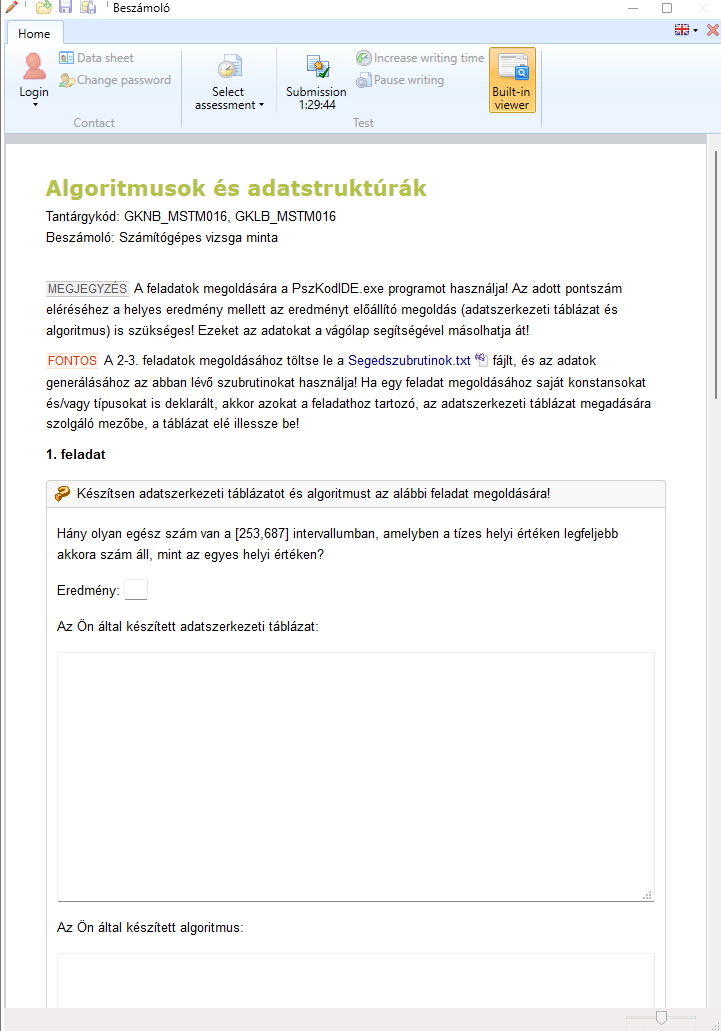 Beszámoló
Home
Login
Data sheet
Change password
Contact
Select
assessment
Submission
1:29:44
Increase writing time
Pause writing
Test
Built-in
viewer
Algoritmusok és adatstruktúrák
Tantárgykód: GKNB_MSTM016, GKLB_MSTM016
Beszámoló: Számítógépes vizsga minta
MEGJEGYZÉS A feladatok megoldására a PszKodIDE.exe programot használja! Az adott pontszám
eléréséhez a helyes eredmény mellett az eredményt előállító megoldás (adatszerkezeti táblázat és
algoritmus) is szükséges! Ezeket az adatokat a vágólap segítségével másolhatja át!
FONTOS A 2-3. feladatok megoldásához töltse le a Segedszubrutinok.txt fájlt, és az adatok
generálásához az abban lévő szubrutinokat használja! Ha egy feladat megoldásához saját konstansokat
és/vagy típusokat is deklarált, akkor azokat a feladathoz tartozó, az adatszerkezeti táblázat megadására
szolgáló mezőbe, a táblázat elé illessze be!
1. feladat
Készítsen adatszerkezeti táblázatot és algoritmust az alábbi feladat megoldására!
Hány olyan egész szám van a [253,687] intervallumban, amelyben a tízes helyi értéken legfeljebb
akkora szám áll, mint az egyes helyi értéken?
Eredmény:
Az Ön által készített adatszerkezeti táblázat:
Az Ön által készített algoritmus: